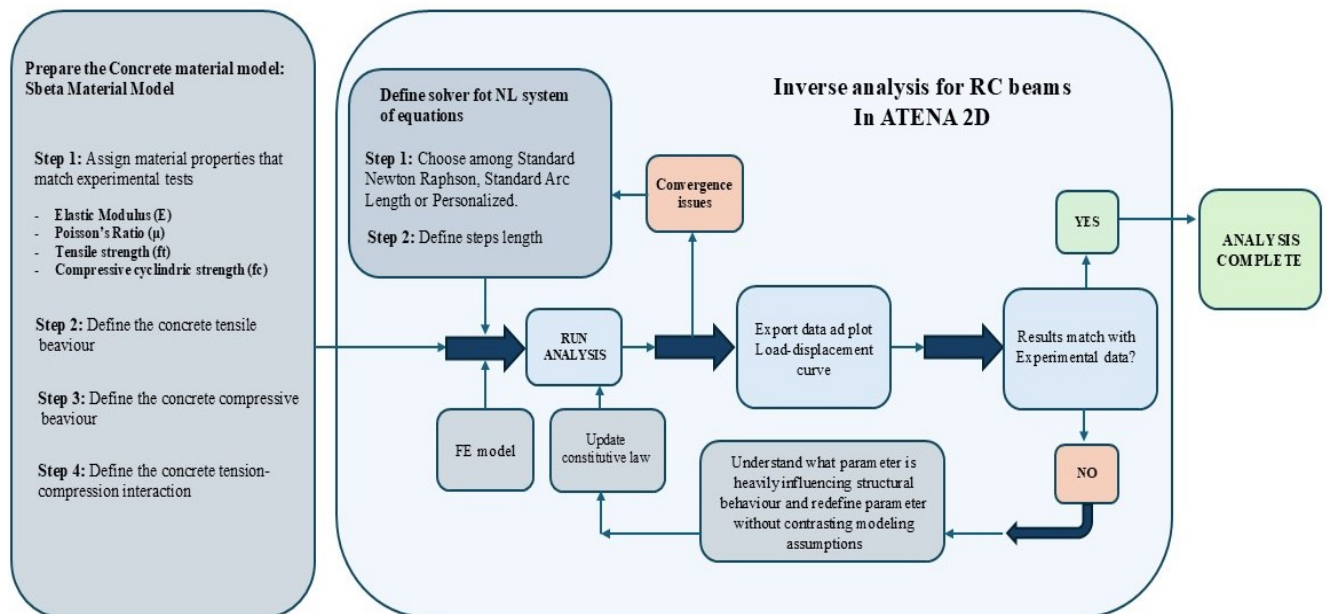 Prepare the Concrete material model:
Sbeta Material Model
Step 1: Assign material properties that
match experimental tests
- Elastic Modulus (E)
- Poisson's Ratio (μ)
- Tensile strength (ft)
- Compressive cyclindric strength (fc)
Step 2: Define the concrete tensile
beaviour
Step 3: Define the concrete compressive
beaviour
Step 4: Define the concrete tension-
compression interaction
Define solver fot NL system
of equations
Step 1: Choose among Standard
Newton Raphson, Standard Arc
Length or Personalized.
Step 2: Define steps length
Inverse analysis for RC beams
In ATENA 2D
Convergence
issues
YES
ANALYSIS
COMPLETE
RUN
ANALYSIS
Export data ad plot
Load-displacement
curve
Results match with
Experimental data?
FE model
Update
constitutive law
Understand what parameter is
heavily influencing structural
behaviour and redefine parameter
without contrasting modeling
assumptions
NO